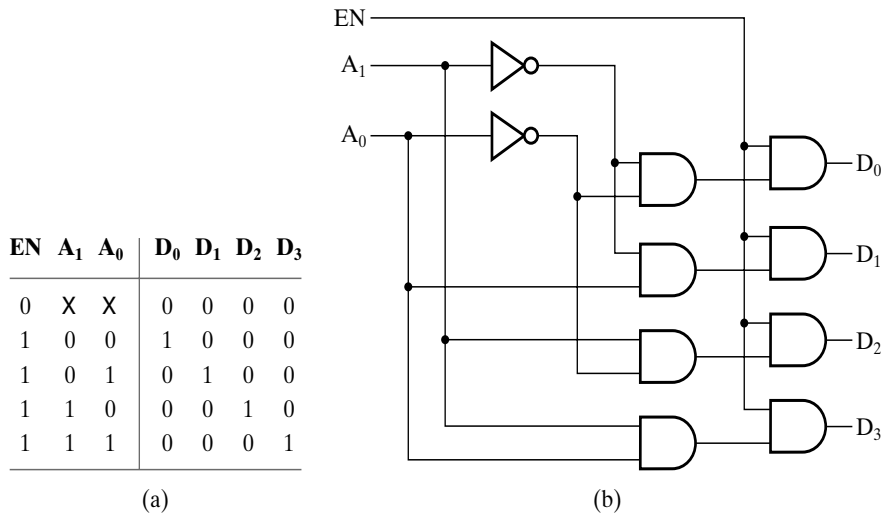 EN
A₁
A₀
D₀
D₁
D₂
D₃
EN A₁ A₀ D₀ D₁ D₂ D₃
0 X X 0 0 0 0
1 0 0 1 0 0 0
1 0 1 0 1 0 0
1 1 0 0 0 1 0
1 1 1 0 0 0 1
(a)
(b)